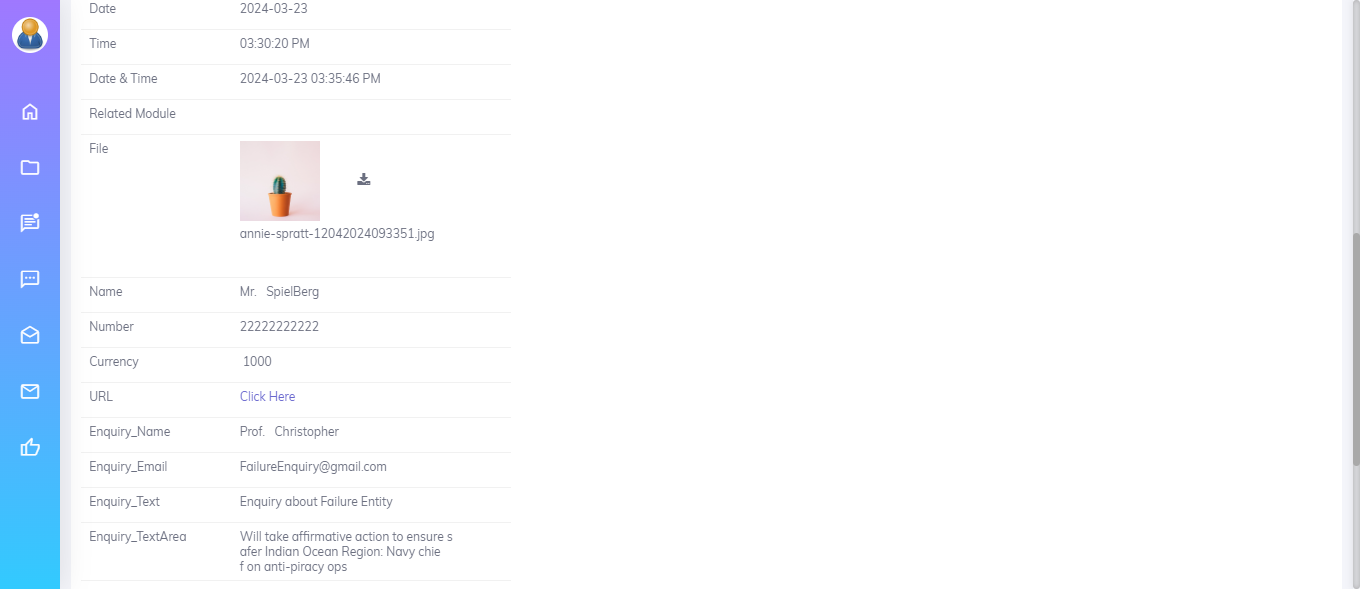 Date 2024-03-23
Time 03:30:20 PM
Date & Time 2024-03-23 03:35:46 PM
Related Module
File
annie-spratt-12042024093351.jpg
Name Mr. SpielBerg
Number 22222222222
Currency 1000
URL Click Here
Enquiry_Name Prof. Christopher
Enquiry_Email FailureEnquiry@gmail.com
Enquiry_Text Enquiry about Failure Entity
Enquiry_TextArea Will take affirmative action to ensure s
afer Indian Ocean Region: Navy chie
f on anti-piracy ops